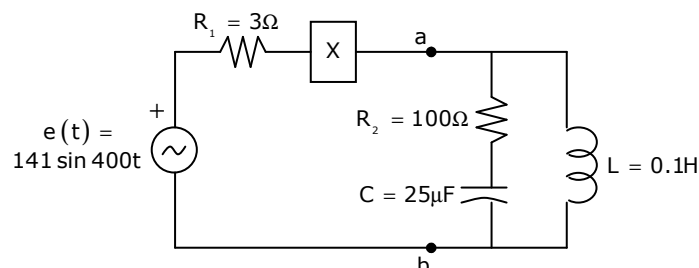 R₁ = 3Ω
X
a
+
e(t) =
141 sin 400t
R₂ = 100Ω
C = 25μF
L = 0.1H
b